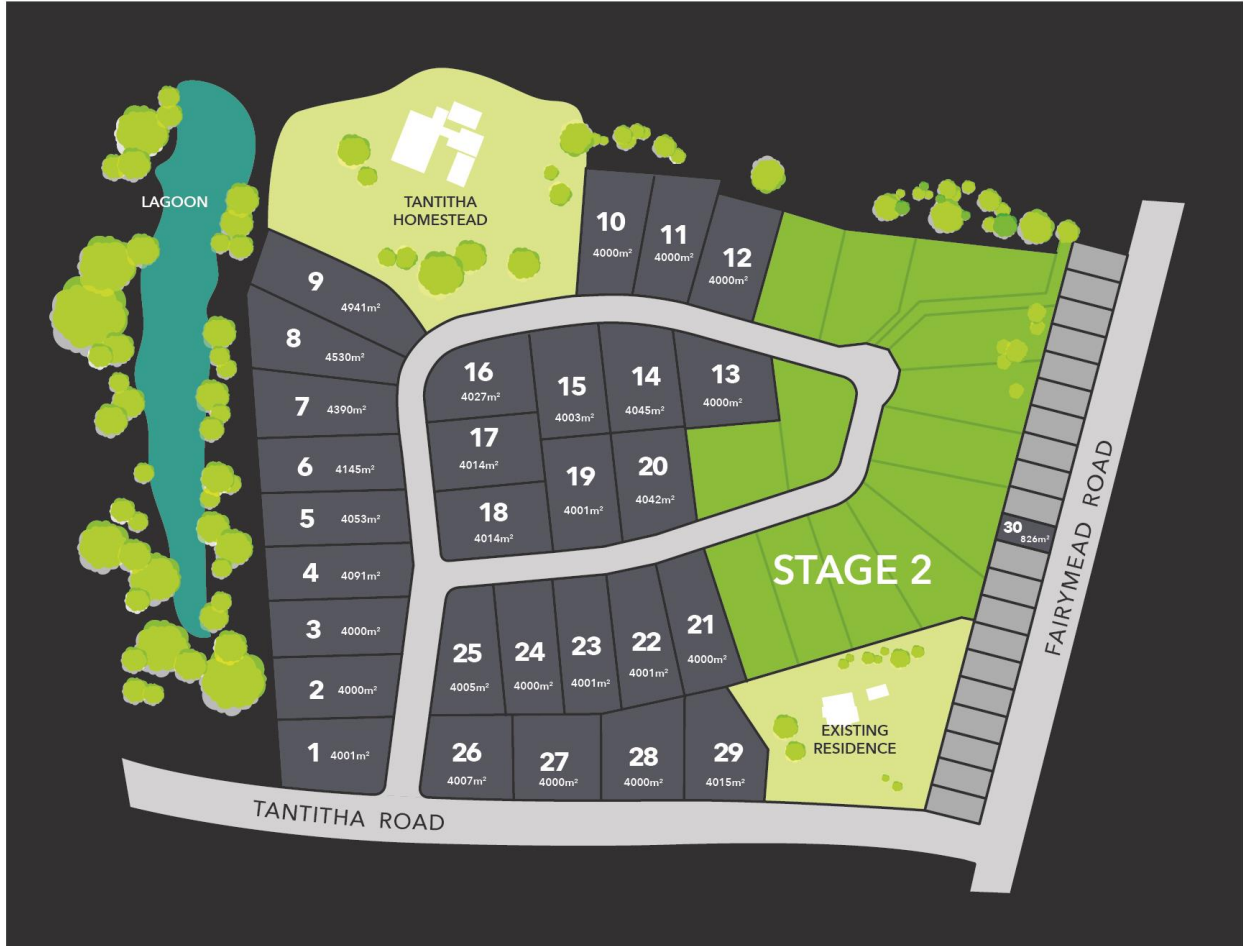 LAGOON
TANTITHA
HOMESTEAD
10
4000m²
11
4000m²
12
4000m²
9
4941m²
8
4530m²
7
4390m²
6
4145m²
5
4053m²
4
4091m²
3
4000m²
2
4000m²
1
4001m²
16
4027m²
15
4003m²
14
4045m²
13
4000m²
17
4014m²
18
4014m²
19
4001m²
20
4042m²
STAGE 2
30
826m²
25
4005m²
24
4000m²
23
4001m²
22
4001m²
21
4000m²
26
4007m²
27
4000m²
28
4000m²
29
4015m²
EXISTING
RESIDENCE
TANTITHA ROAD
FAIRYMEAD ROAD